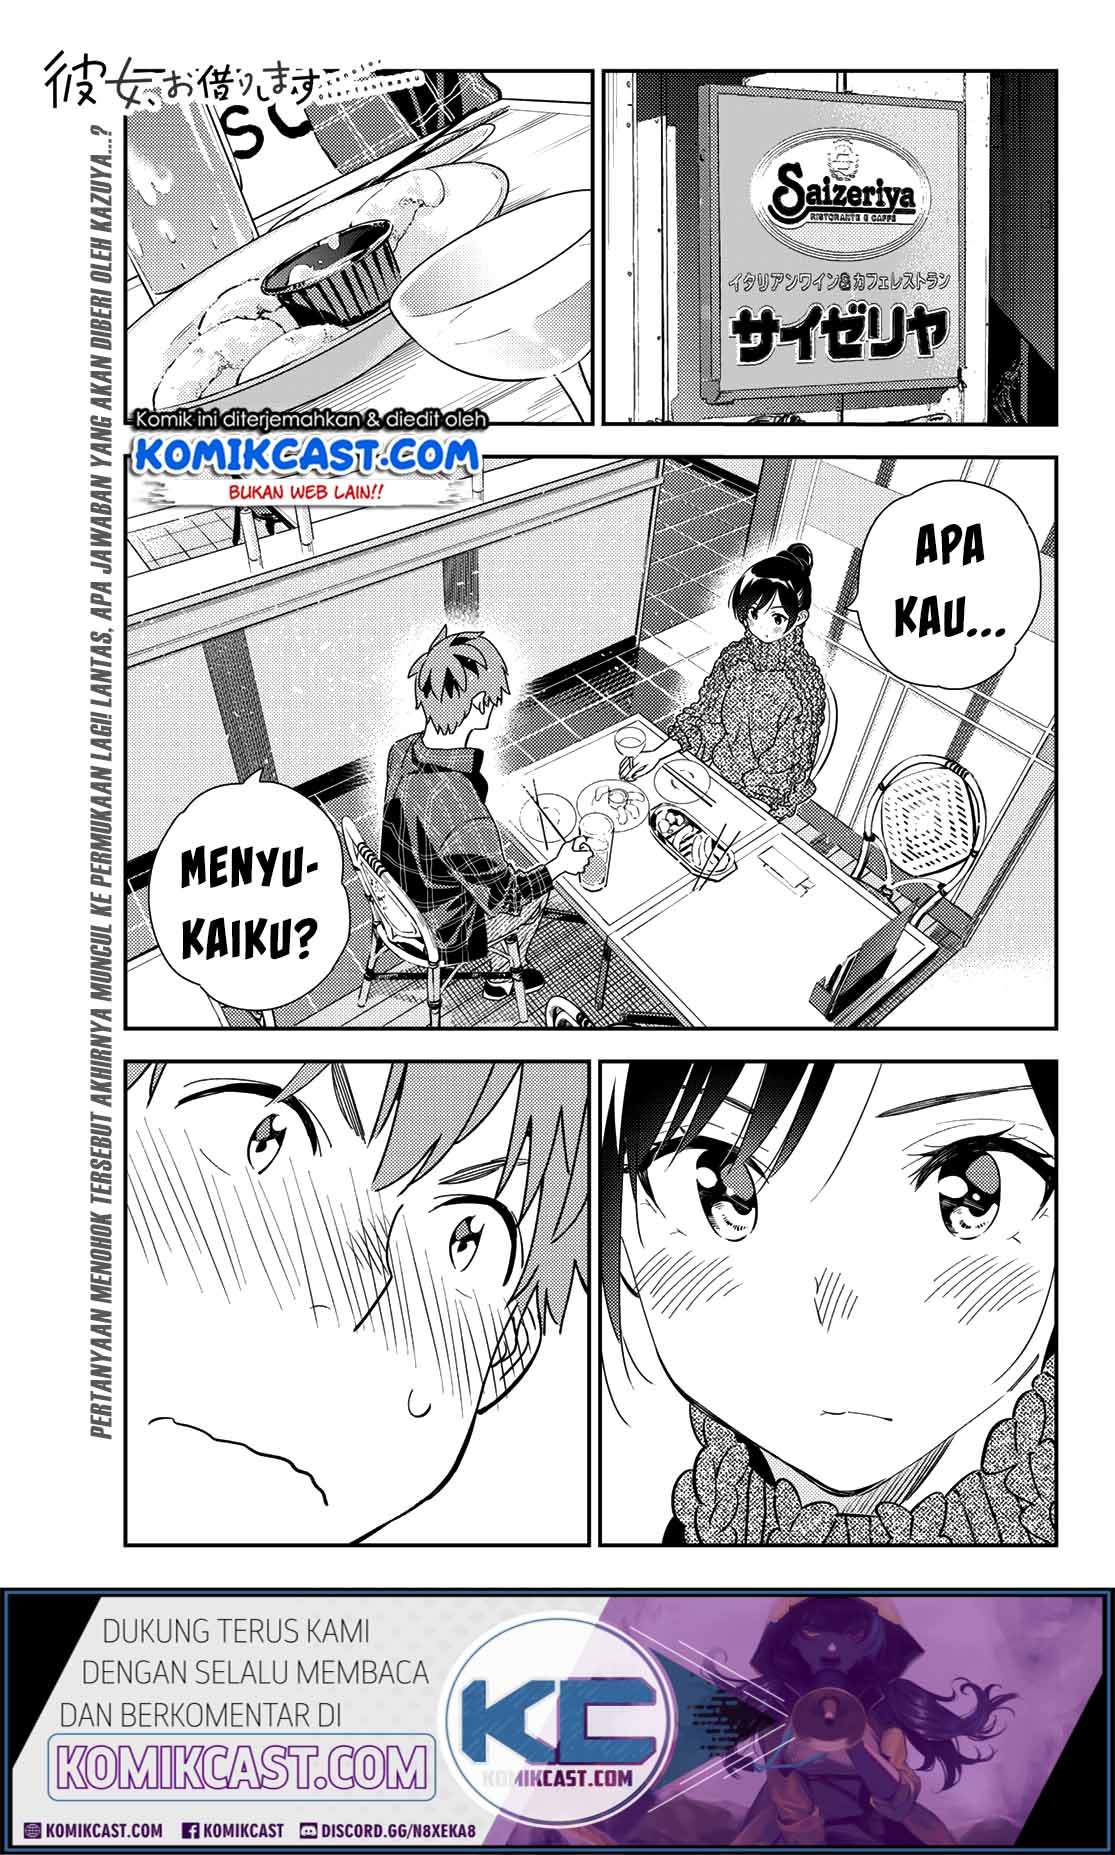 彼女、お借ります
SU
Saizeriya
RISTORANTE E CAFFÈ
イタリアンワイン&カフェレストラン
サイゼリヤ
PERTANYAAN MENOHOK TERSEBUT AKHIRNYA MUNCUL KE PERMUKAAN LAGI! LANTAS, APA JAWABAN YANG AKAN DIBERI OLEH KAZUYA...?
Komik ini diterjemahkan & diedit oleh
KOMIKCAST.COM
BUKAN WEB LAIN!!
APA
KAU...
MENYU-
KAIKU?
DUKUNG TERUS KAMI
DENGAN SELALU MEMBACA
DAN BERKOMENTAR DI
KOMIKCAST.COM
KC
KOMIKCAST.COM
KOMIKCAST.COM
KOMIKCAST
DISCORD.GG/N8XEKA8